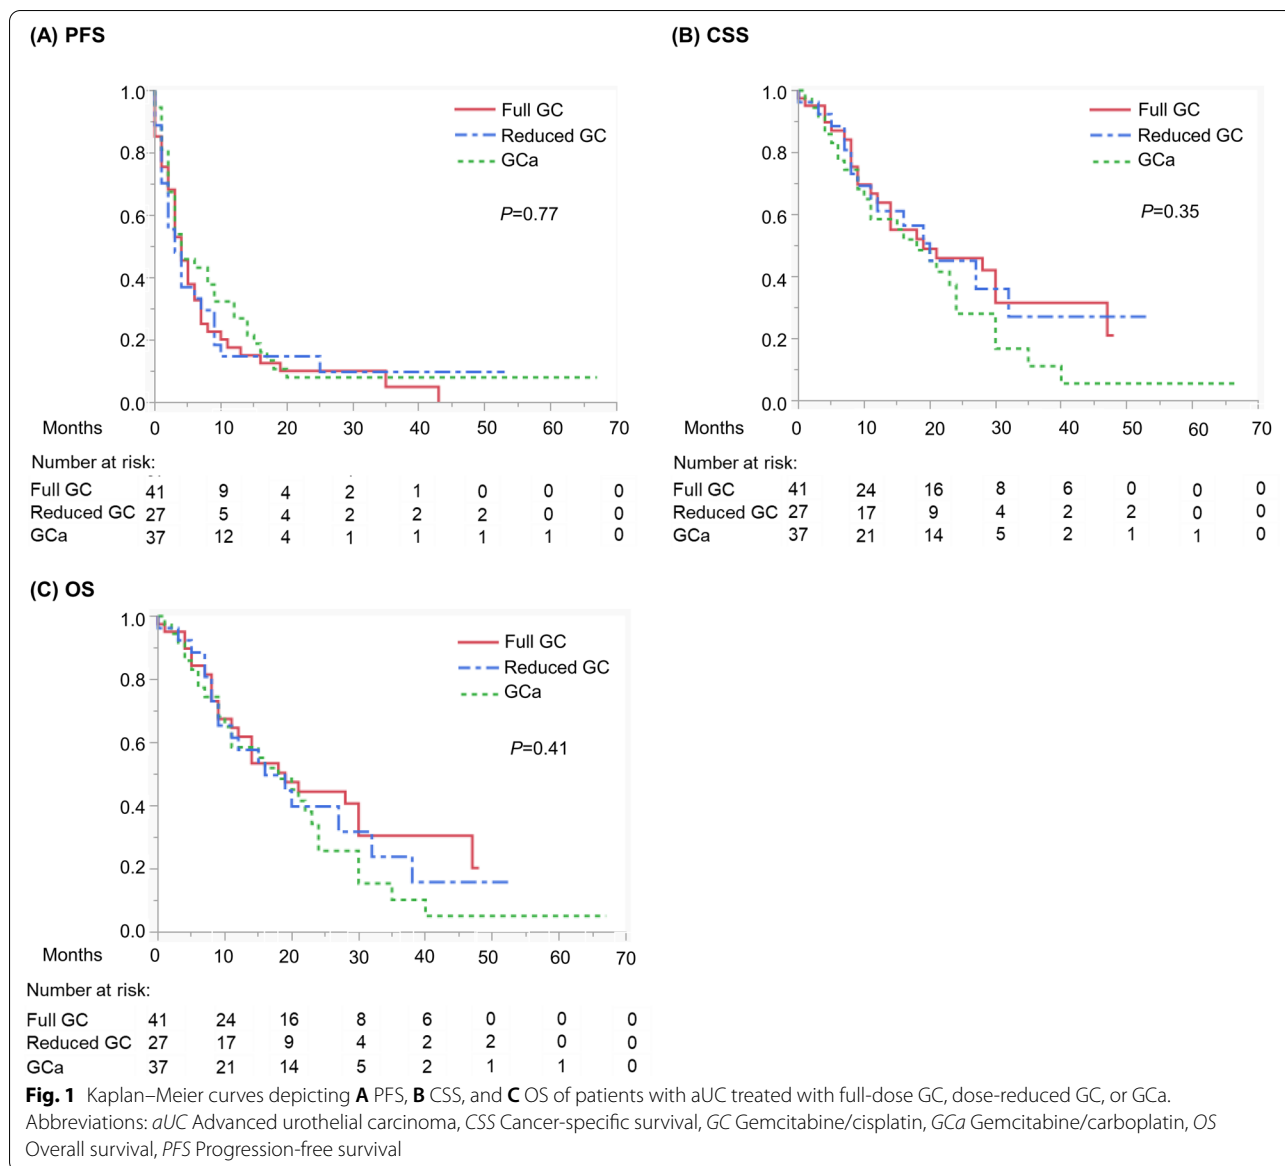 (A) PFS
1.0
0.8
0.6
0.4
0.2
0.0
Full GC
Reduced GC
GCa
P=0.77
Months 0 10 20 30 40 50 60 70
Number at risk:
Full GC 41 9 4 2 1 0 0 0
Reduced GC 27 5 4 2 2 2 0 0
GCa 37 12 4 1 1 1 1 0
(B) CSS
1.0
0.8
0.6
0.4
0.2
0.0
Full GC
Reduced GC
GCa
P=0.35
Months 0 10 20 30 40 50 60 70
Number at risk:
Full GC 41 24 16 8 6 0 0 0
Reduced GC 27 17 9 4 2 2 0 0
GCa 37 21 14 5 2 1 1 0
(C) OS
1.0
0.8
0.6
0.4
0.2
0.0
Full GC
Reduced GC
GCa
P=0.41
Months 0 10 20 30 40 50 60 70
Number at risk:
Full GC 41 24 16 8 6 0 0 0
Reduced GC 27 17 9 4 2 2 0 0
GCa 37 21 14 5 2 1 1 0
Fig. 1 Kaplan–Meier curves depicting A PFS, B CSS, and C OS of patients with aUC treated with full-dose GC, dose-reduced GC, or GCa.
Abbreviations: aUC Advanced urothelial carcinoma, CSS Cancer-specific survival, GC Gemcitabine/cisplatin, GCa Gemcitabine/carboplatin, OS
Overall survival, PFS Progression-free survival